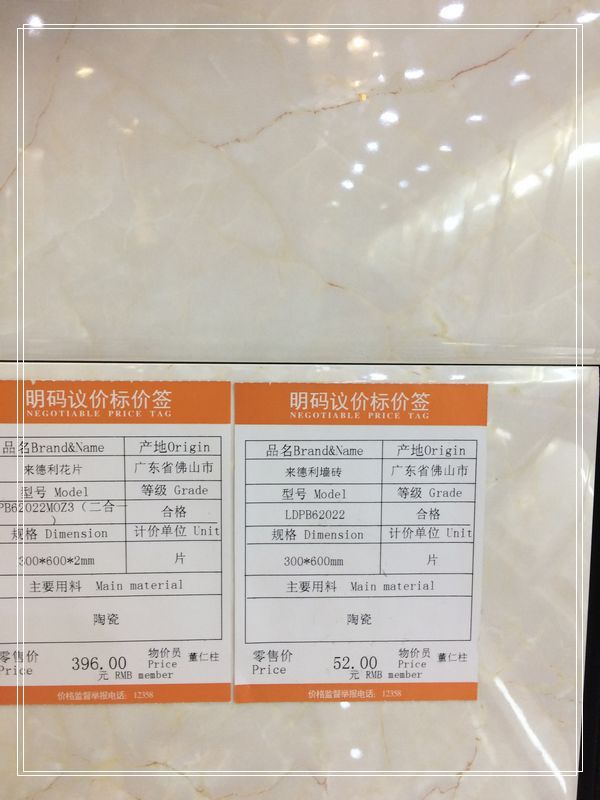 明码议价标价签
NEGOTIABLE PRICE TAG
品名Brand&Name 产地Origin
来德利花片 广东省佛山市
型号 Model 等级 Grade
PB62022MOZ3（二合一） 合格
规格 Dimension 计价单位 Unit
300*600*2mm 片
主要用料 Main material
陶瓷
零售价 Price 396.00 元 RMB 物价员 Price member 董仁柱
价格监督举报电话：12358
明码议价标价签
NEGOTIABLE PRICE TAG
品名Brand&Name 产地Origin
来德利墙砖 广东省佛山市
型号 Model 等级 Grade
LDPB62022 合格
规格 Dimension 计价单位 Unit
300*600mm 片
主要用料 Main material
陶瓷
零售价 Price 52.00 元 RMB 物价员 Price member 董仁柱
价格监督举报电话：12358